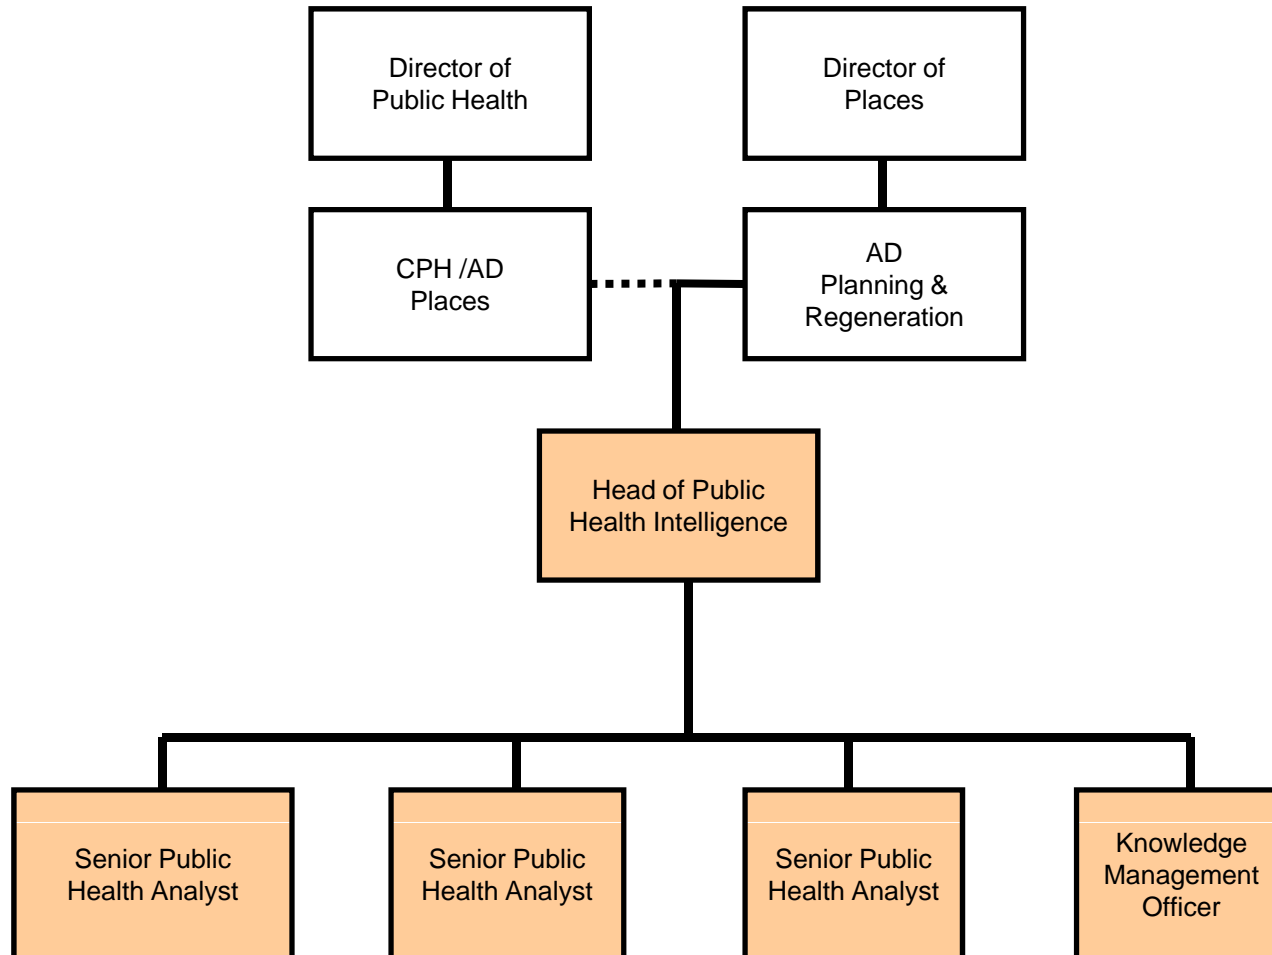 Director of
Public Health
Director of
Places
CPH /AD
Places
AD
Planning &
Regeneration
Head of Public
Health Intelligence
Senior Public
Health Analyst
Senior Public
Health Analyst
Senior Public
Health Analyst
Knowledge
Management
Officer